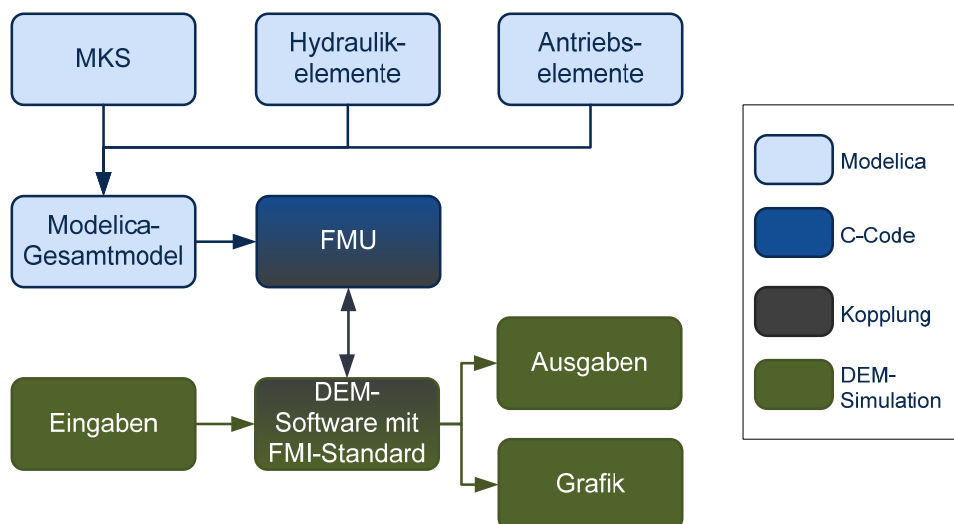 MKS
Hydraulik-
elemente
Antriebs-
elemente
Modelica-
Gesamtmodel
FMU
DEM-
Software mit
FMI-Standard
Eingaben
Ausgaben
Grafik
Modelica
C-Code
Kopplung
DEM-
Simulation